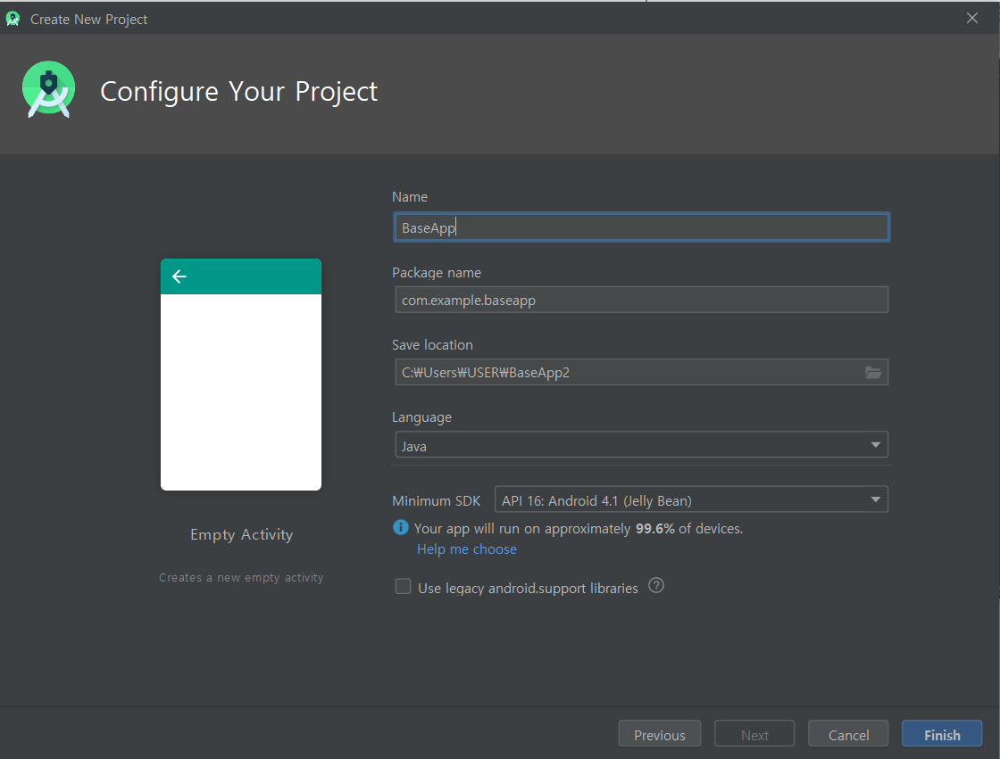 Create New Project
Configure Your Project
Name
BaseApp
Package name
com.example.baseapp
Save location
C:₩Users₩USER₩BaseApp2
Language
Java
Minimum SDK
API 16: Android 4.1 (Jelly Bean)
Your app will run on approximately 99.6% of devices.
Help me choose
Use legacy android.support libraries
Empty Activity
Creates a new empty activity
Previous
Next
Cancel
Finish